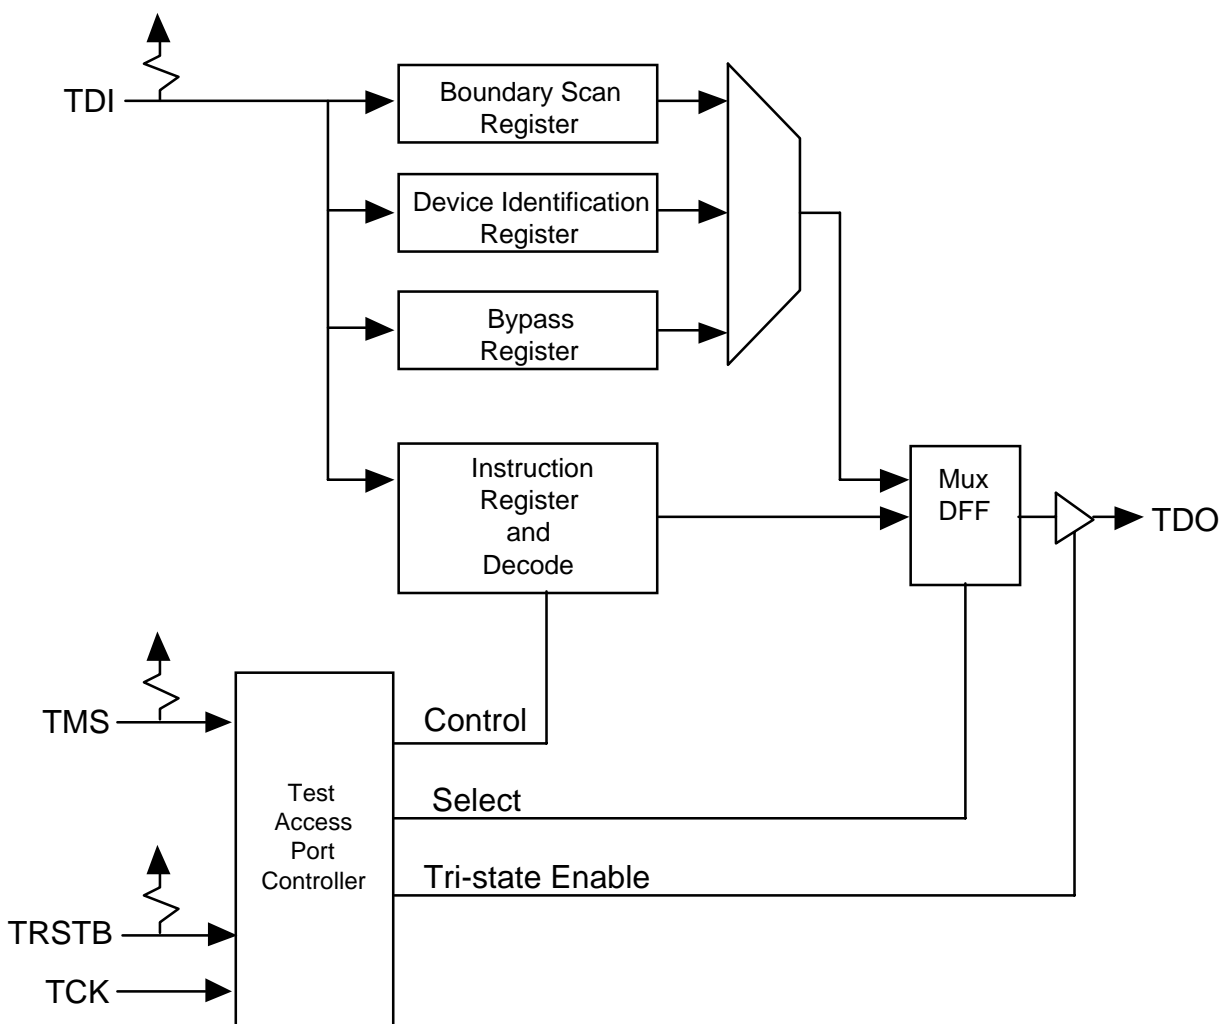 TDI
Boundary Scan
Register
Device Identification
Register
Bypass
Register
Instruction
Register
and
Decode
Mux
DFF
TDO
TMS
Control
Test
Access
Port
Controller
Select
Tri-state Enable
TRSTB
TCK